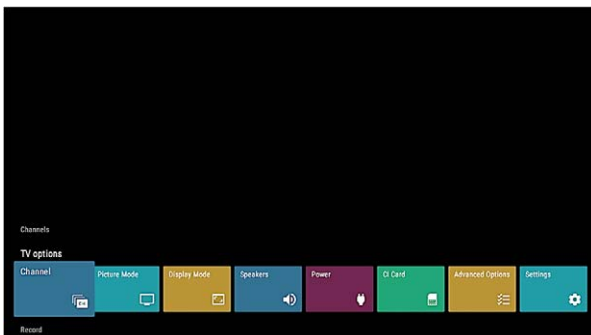 Channels
TV options
Channel
Picture Mode
Display Mode
Speakers
Power
CI Card
Advanced Options
Settings
Record